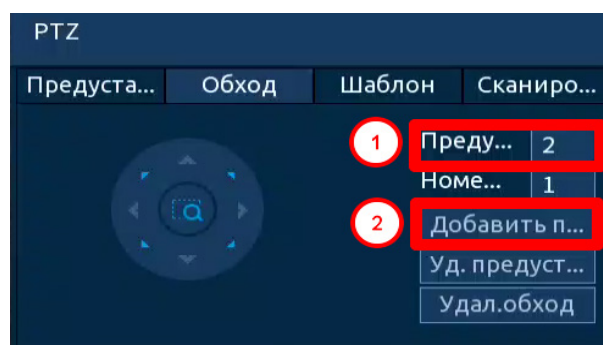 PTZ
Предуста... Обход Шаблон Сканиро...
1 Преду... 2
Номе... 1
2 Добавить п...
Уд. предуст...
Удал.обход